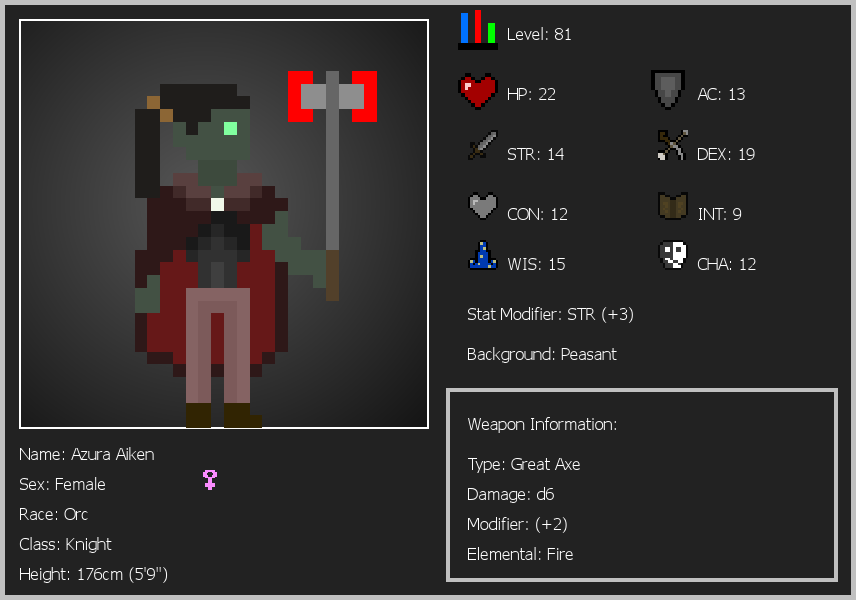 Level: 81
HP: 22
AC: 13
STR: 14
DEX: 19
CON: 12
INT: 9
WIS: 15
CHA: 12
Stat Modifier: STR (+3)
Background: Peasant
Name: Azura Aiken
Sex: Female
Race: Orc
Class: Knight
Height: 176cm (5'9")
Weapon Information:
Type: Great Axe
Damage: d6
Modifier: (+2)
Elemental: Fire